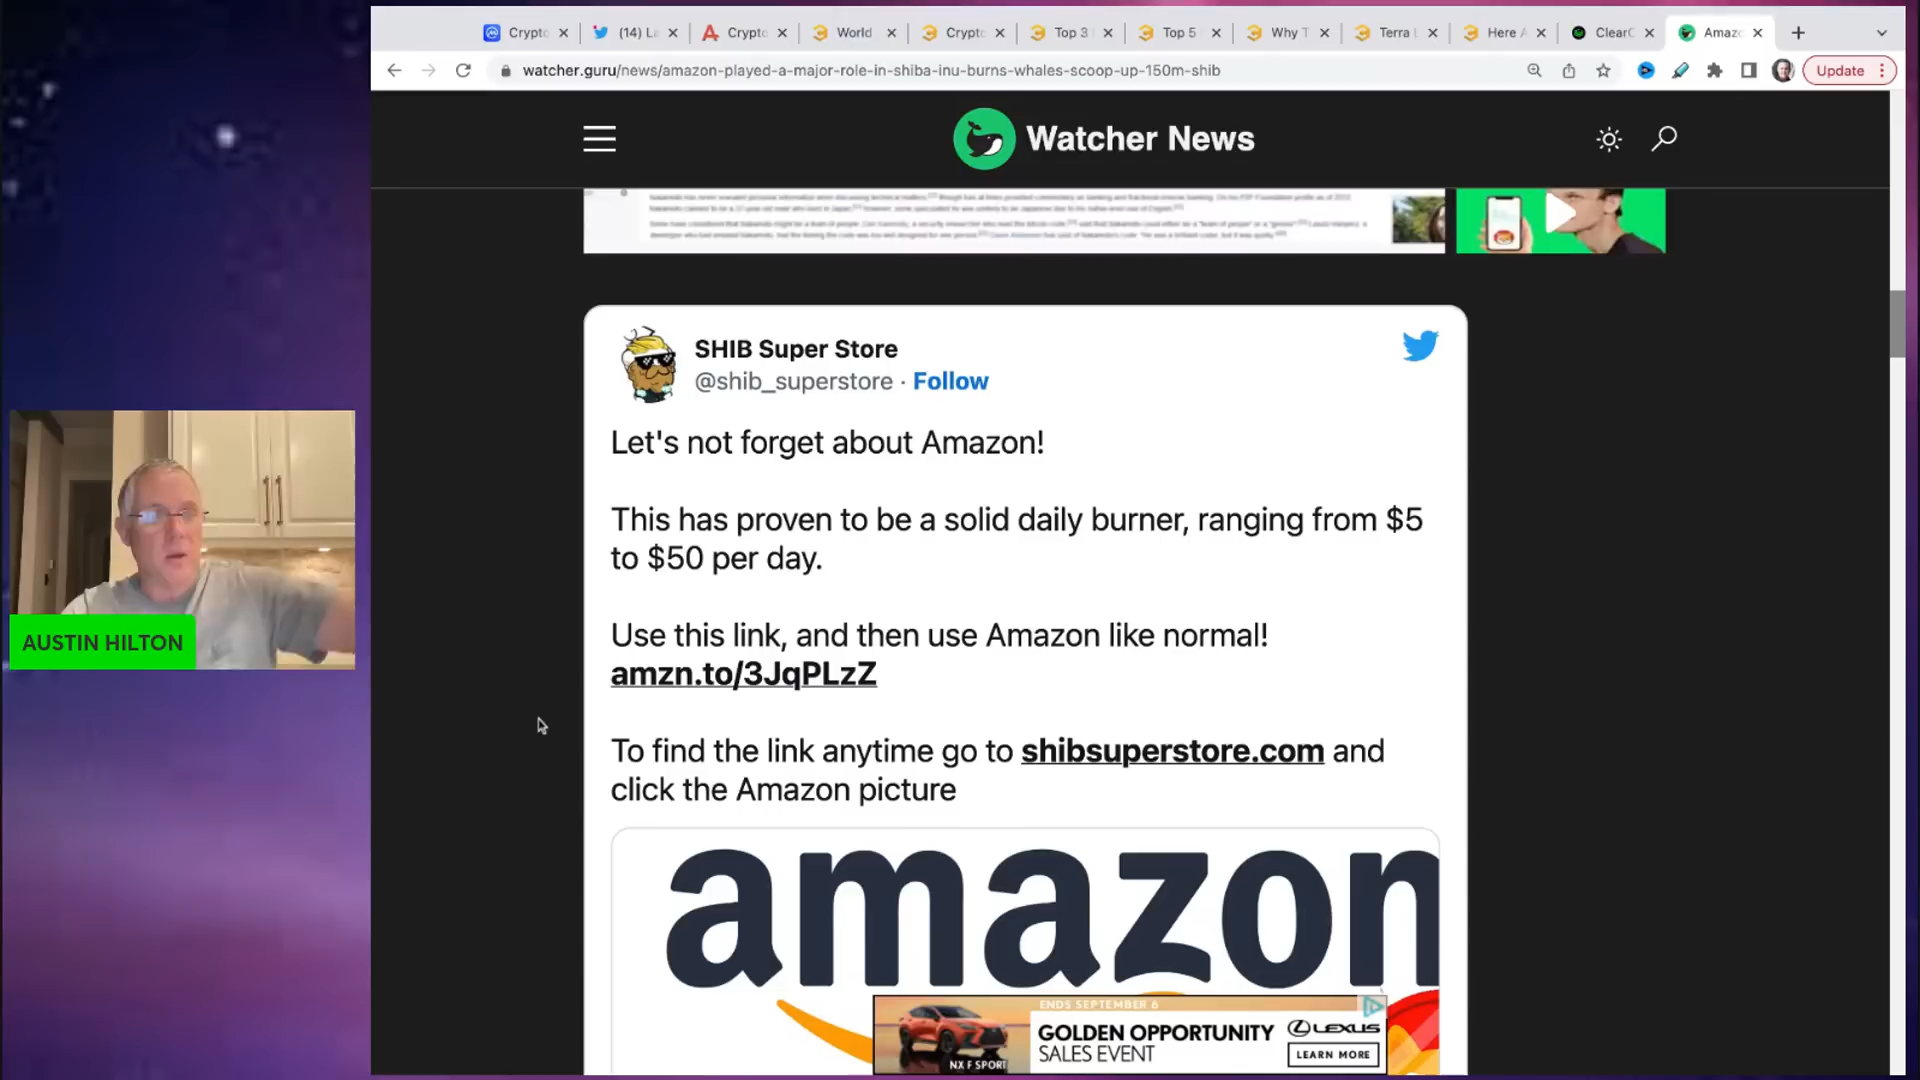 Crypto
(14) L
Crypto
World
Crypto
Top 3
Top 5
Why T
Terra
Here A
ClearC
Amaz
watcher.guru/news/amazon-played-a-major-role-in-shiba-inu-burns-whales-scoop-up-150m-shib
Update
Watcher News
SHIB Super Store
@shib_superstore · Follow
Let's not forget about Amazon!
This has proven to be a solid daily burner, ranging from $5
to $50 per day.
Use this link, and then use Amazon like normal!
amzn.to/3JqPLzZ
To find the link anytime go to shibsuperstore.com and
click the Amazon picture
amazon
ENDS SEPTEMBER 6
GOLDEN OPPORTUNITY
SALES EVENT
LEXUS
LEARN MORE
NX F SPORT
AUSTIN HILTON